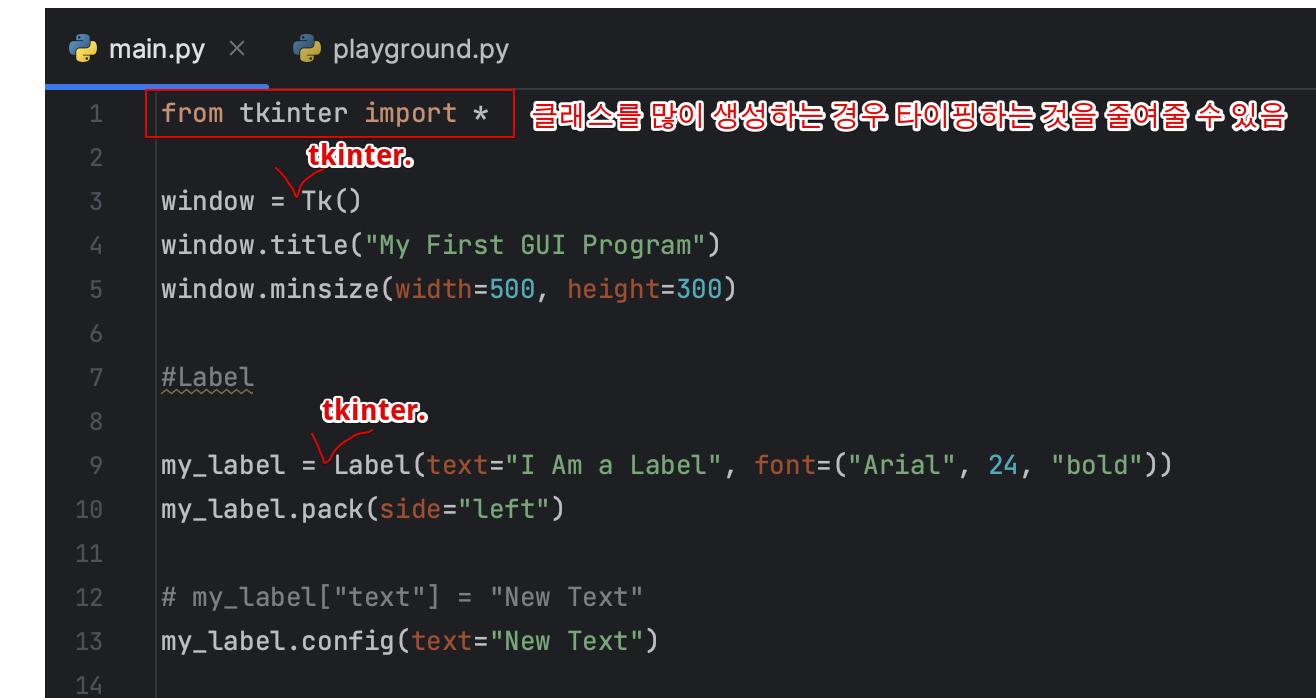 main.py × playground.py
1 from tkinter import * 클래스를 많이 생성하는 경우 타이핑하는 것을 줄여줄 수 있음
2 tkinter.
3 window = Tk()
4 window.title("My First GUI Program")
5 window.minsize(width=500, height=300)
6
7 #Label
8 tkinter.
9 my_label = Label(text="I Am a Label", font=("Arial", 24, "bold"))
10 my_label.pack(side="left")
11
12 # my_label["text"] = "New Text"
13 my_label.config(text="New Text")
14